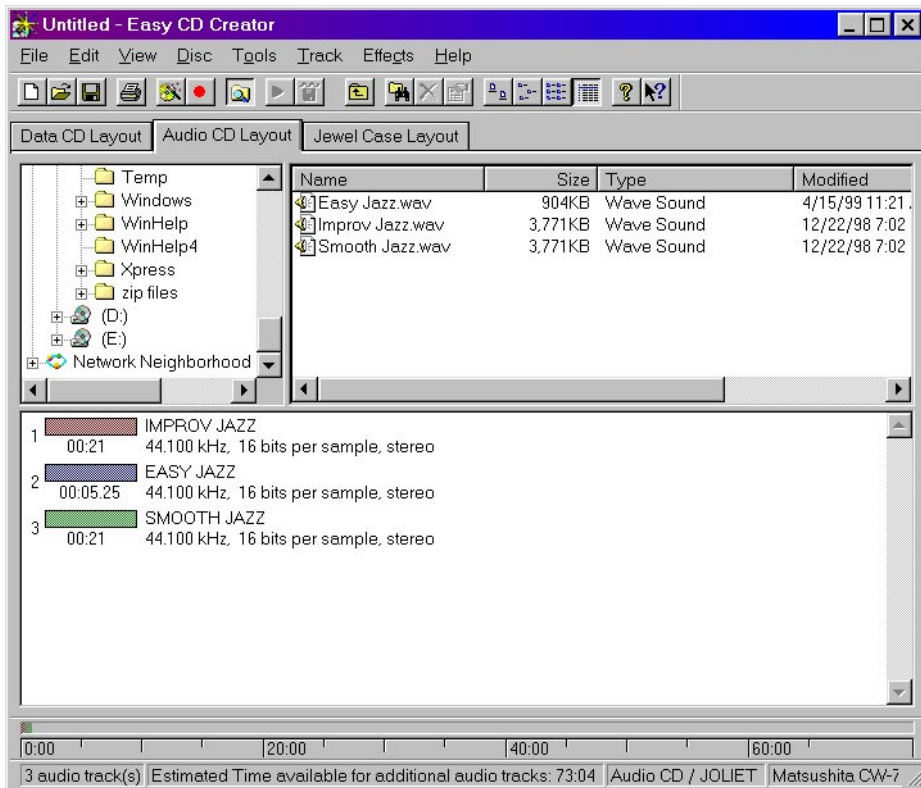 Untitled - Easy CD Creator
File Edit View Disc Tools Track Effects Help
Data CD Layout Audio CD Layout Jewel Case Layout
Temp
Windows
WinHelp
WinHelp4
Xpress
zip files
(D:)
(E:)
Network Neighborhood
Name Size Type Modified
Easy Jazz.wav 904KB Wave Sound 4/15/99 11:21
Improv Jazz.wav 3,771KB Wave Sound 12/22/98 7:02
Smooth Jazz.wav 3,771KB Wave Sound 12/22/98 7:02
1 IMPROV JAZZ
00:21 44.100 kHz, 16 bits per sample, stereo
2 EASY JAZZ
00:05.25 44.100 kHz, 16 bits per sample, stereo
3 SMOOTH JAZZ
00:21 44.100 kHz, 16 bits per sample, stereo
0:00 20:00 40:00 60:00
3 audio track(s) Estimated Time available for additional audio tracks: 73:04 Audio CD / JOLIET Matsushita CW-7